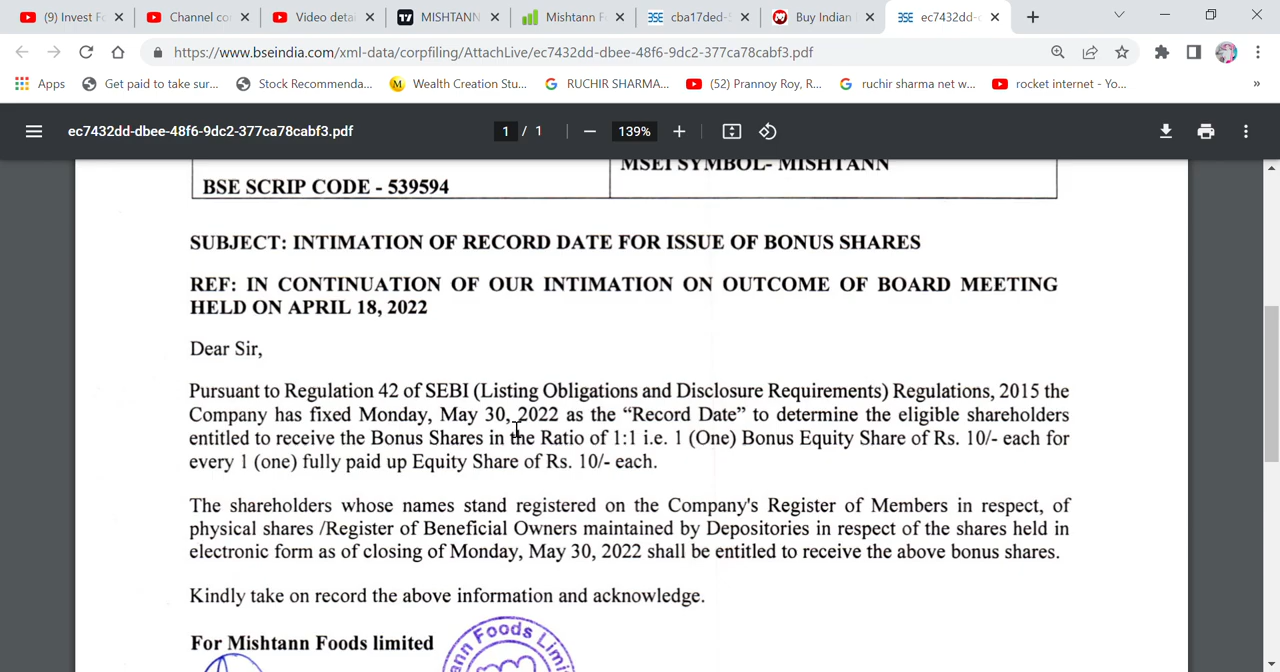 (9) Invest Fo
Channel co
Video detai
MISHTANN
Mishtann F
cba17ded-
Buy Indian
ec7432dd-
https://www.bseindia.com/xml-data/corpfiling/AttachLive/ec7432dd-dbee-48f6-9dc2-377ca78cabf3.pdf
Apps
Get paid to take sur...
Stock Recommenda...
Wealth Creation Stu...
RUCHIR SHARMA...
(52) Prannoy Roy, R...
ruchir sharma net w...
rocket internet - Yo...
»
ec7432dd-dbee-48f6-9dc2-377ca78cabf3.pdf
1 / 1
139%
MSEI SYMBOL- MISHTANN
BSE SCRIP CODE - 539594
SUBJECT: INTIMATION OF RECORD DATE FOR ISSUE OF BONUS SHARES
REF: IN CONTINUATION OF OUR INTIMATION ON OUTCOME OF BOARD MEETING
HELD ON APRIL 18, 2022
Dear Sir,
Pursuant to Regulation 42 of SEBI (Listing Obligations and Disclosure Requirements) Regulations, 2015 the
Company has fixed Monday, May 30, 2022 as the “Record Date” to determine the eligible shareholders
entitled to receive the Bonus Shares in the Ratio of 1:1 i.e. 1 (One) Bonus Equity Share of Rs. 10/- each for
every 1 (one) fully paid up Equity Share of Rs. 10/- each.
The shareholders whose names stand registered on the Company's Register of Members in respect, of
physical shares /Register of Beneficial Owners maintained by Depositories in respect of the shares held in
electronic form as of closing of Monday, May 30, 2022 shall be entitled to receive the above bonus shares.
Kindly take on record the above information and acknowledge.
For Mishtann Foods limited
ann Foods Limi